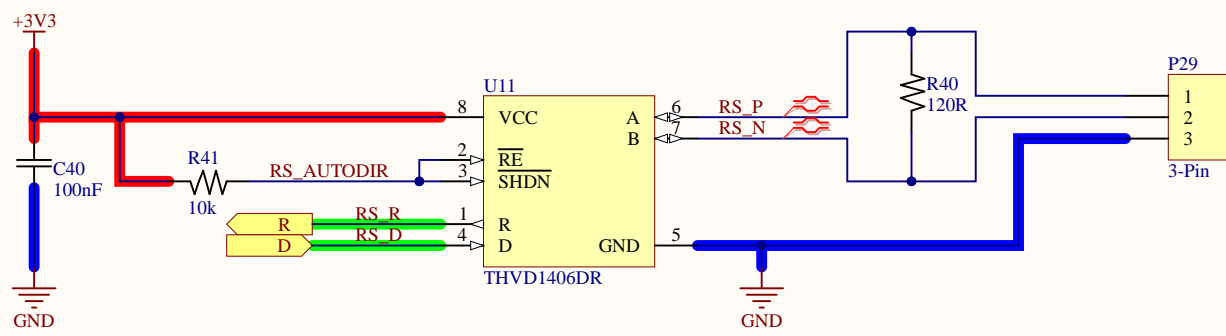 +3V3
U11
P29
8
VCC
A
6
RS_P
R40
120R
1
B
7
RS_N
2
3
C40
100nF
R41
10k
RS_AUTODIR
2
RE
3
SHDN
3-Pin
R
RS_R
1
R
D
RS_D
4
D
GND
5
THVD1406DR
GND
GND